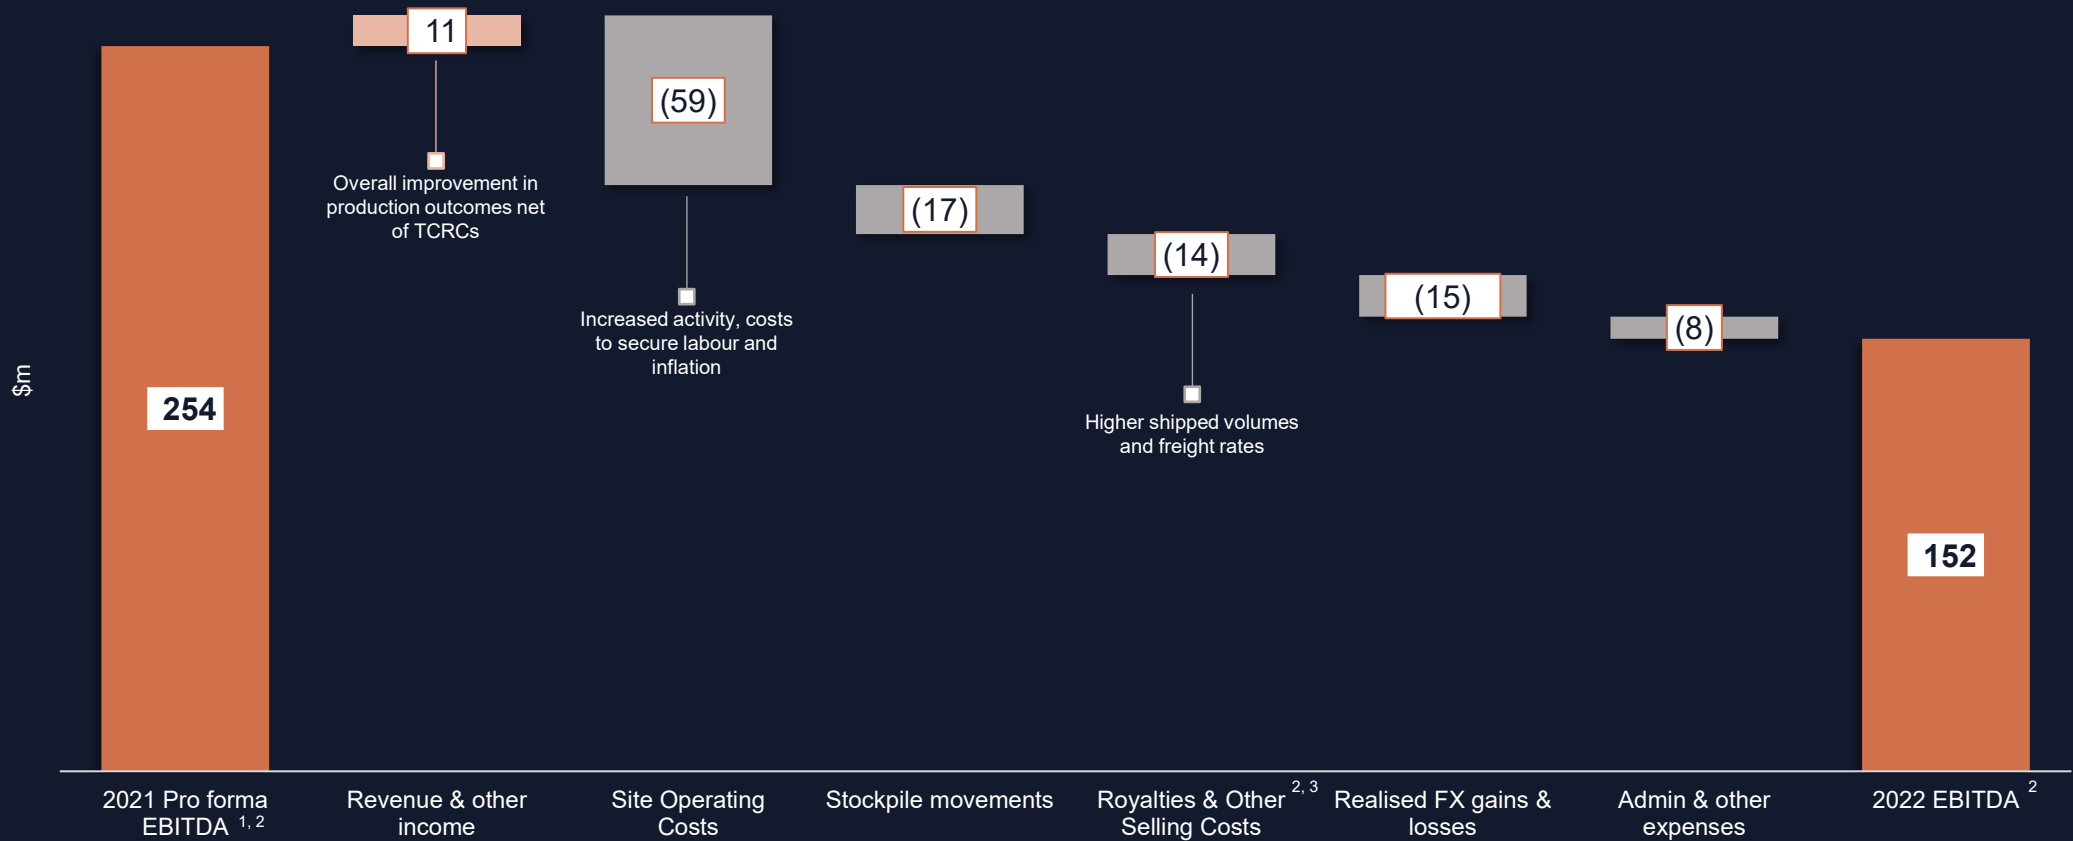 11
(59)
Overall improvement in
production outcomes net
of TCRCs
(17)
(14)
(15)
(8)
Increased activity, costs
to secure labour and
inflation
$m
254
Higher shipped volumes
and freight rates
152
2021 Pro forma
EBITDA 1, 2
Revenue & other
income
Site Operating
Costs
Stockpile movements
Royalties & Other 2, 3
Selling Costs
Realised FX gains &
losses
Admin & other
expenses
2022 EBITDA 2